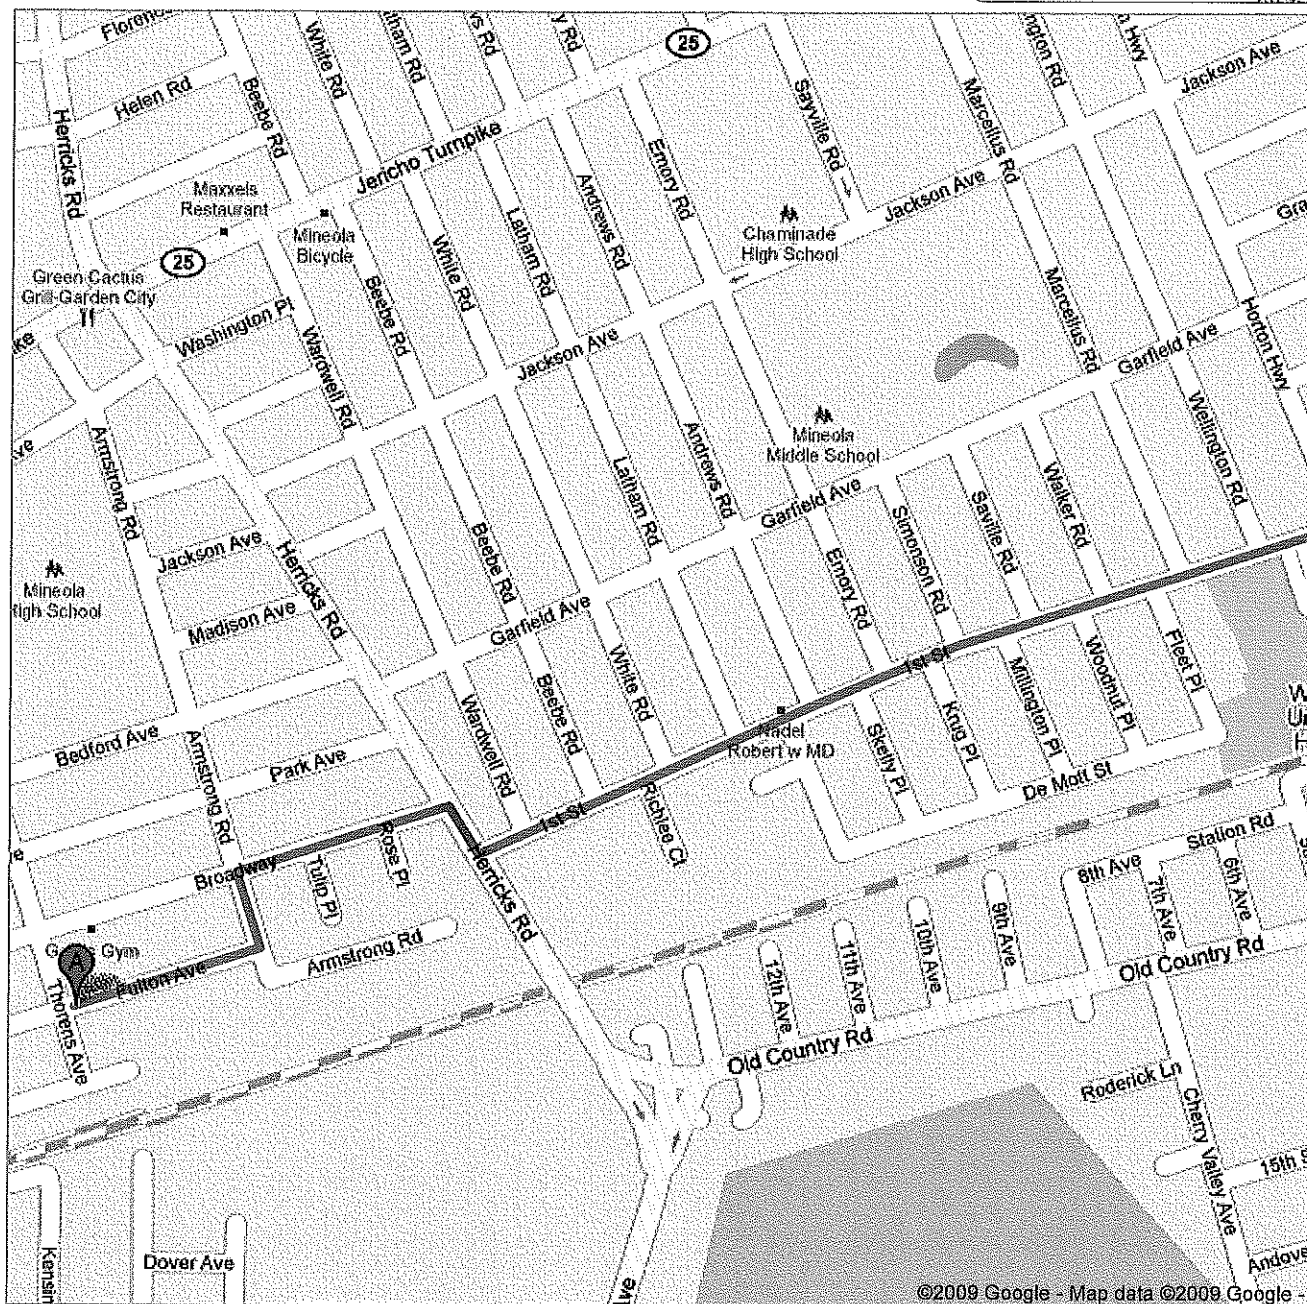 Florence
Helen Rd
Herricks Rd
Beebe Rd
White Rd
Latham Rd
Emory Rd
25
Sayville Rd
Marcellus Rd
Jackson Ave
Jericho Turnpike
Andrews Rd
Maxxels
Restaurant
Mineola
Bicycle
25
Latham Rd
White Rd
Beebe Rd
Jackson Ave
Chaminade
High School
Green Cactus
Grill-Garden City
Washington Pl
Wardwell Rd
Marcellus Rd
Horton Hwy
Garfield Ave
Jackson Ave
Armstrong Rd
Mineola
Middle School
Wellington Rd
Andrews Rd
Latham Rd
Garfield Ave
Simonson Rd
Saville Rd
Walker Rd
Jackson Ave
Herricks Rd
Beebe Rd
Emory Rd
Mineola
High School
Madison Ave
Garfield Ave
White Rd
Beebe Rd
Wardwell Rd
1st St
Fleet Pl
Woodnut Pl
Millington Pl
Krug Pl
Skelly Pl
Nadel
Robert w MD
Bedford Ave
Armstrong Rd
Park Ave
De Mott St
1st St
Richlee Ct
Rose Pl
Tulip Pl
Broadway
Herricks Rd
Station Rd
8th Ave
7th Ave
6th Ave
9th Ave
10th Ave
11th Ave
12th Ave
Gym
A
Fulton Ave
Armstrong Rd
Thorens Ave
Old Country Rd
Old Country Rd
Roderick Ln
Cherry Valley Ave
15th S
Dover Ave
Kensin
Andove
©2009 Google - Map data ©2009 Google -